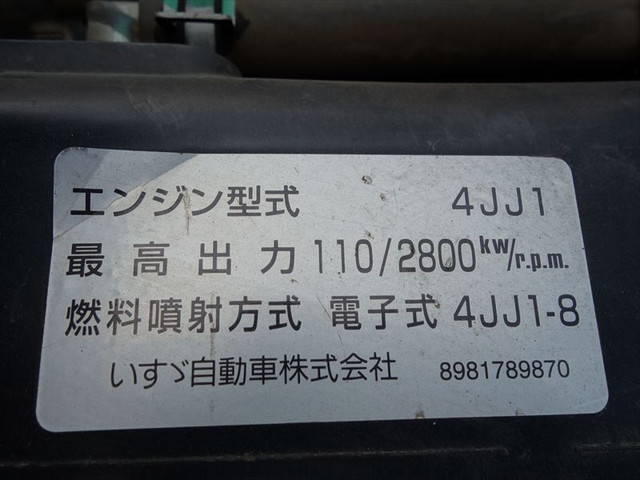 エンジン型式 4JJ1
最高出力 110/2800kw/r.p.m.
燃料噴射方式 電子式 4JJ1-8
いすゞ自動車株式会社 8981789870